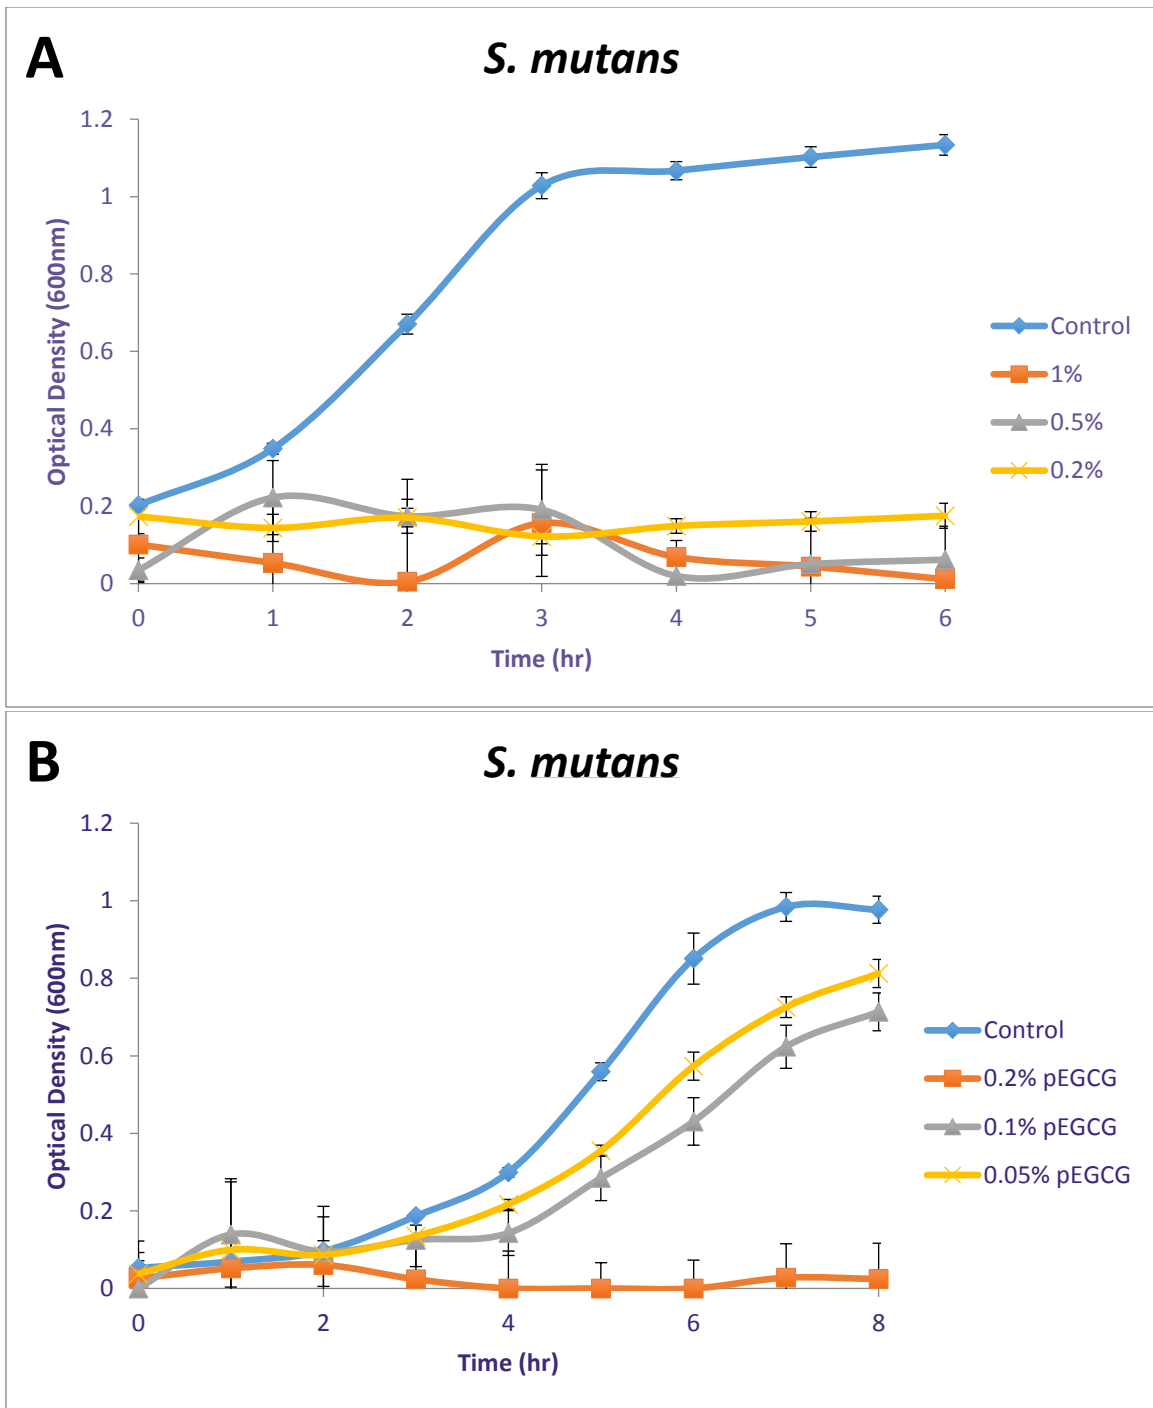 A
S. mutans
1.2
1
0.8
0.6
0.4
0.2
0
Optical Density (600nm)
0 1 2 3 4 5 6
Time (hr)
Control
1%
0.5%
0.2%
B
S. mutans
1.2
1
0.8
0.6
0.4
0.2
0
Optical Density (600nm)
0 2 4 6 8
Time (hr)
Control
0.2% pEGCG
0.1% pEGCG
0.05% pEGCG